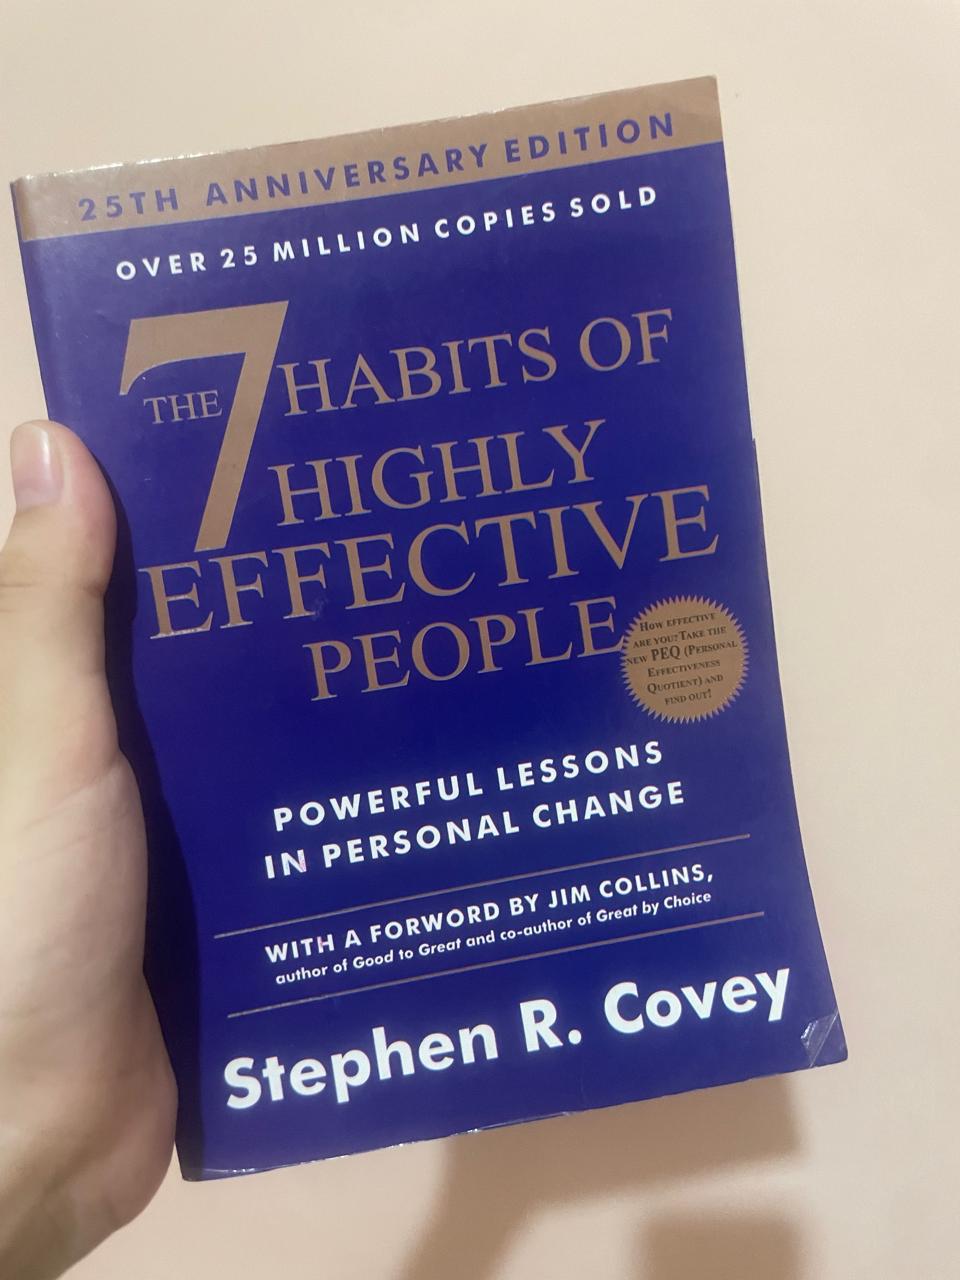 25TH ANNIVERSARY EDITION
OVER 25 MILLION COPIES SOLD
THE 7 HABITS OF
HIGHLY
EFFECTIVE
PEOPLE
HOW EFFECTIVE
ARE YOU? TAKE THE
NEW PEQ (PERSONAL
EFFECTIVENESS
QUOTIENT) AND
FIND OUT!
POWERFUL LESSONS
IN PERSONAL CHANGE
WITH A FORWORD BY JIM COLLINS,
author of Good to Great and co-author of Great by Choice
Stephen R. Covey